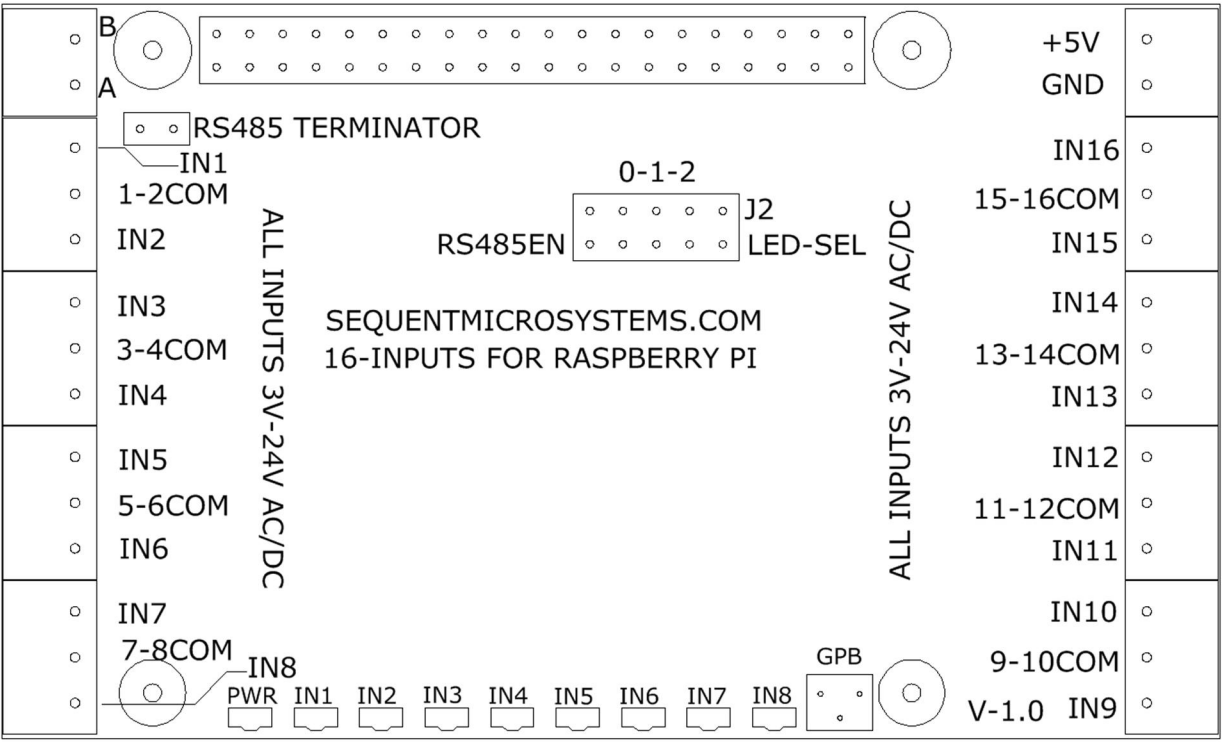 B
A
+5V
GND
RS485 TERMINATOR
IN1
1-2COM
IN2
IN3
3-4COM
IN4
IN5
5-6COM
IN6
IN7
7-8COM
IN8
ALL INPUTS 3V-24V AC/DC
0-1-2
J2
RS485EN
LED-SEL
SEQUENTMICROSYSTEMS.COM
16-INPUTS FOR RASPBERRY PI
ALL INPUTS 3V-24V AC/DC
IN16
15-16COM
IN15
IN14
13-14COM
IN13
IN12
11-12COM
IN11
IN10
9-10COM
V-1.0 IN9
GPB
PWR IN1 IN2 IN3 IN4 IN5 IN6 IN7 IN8